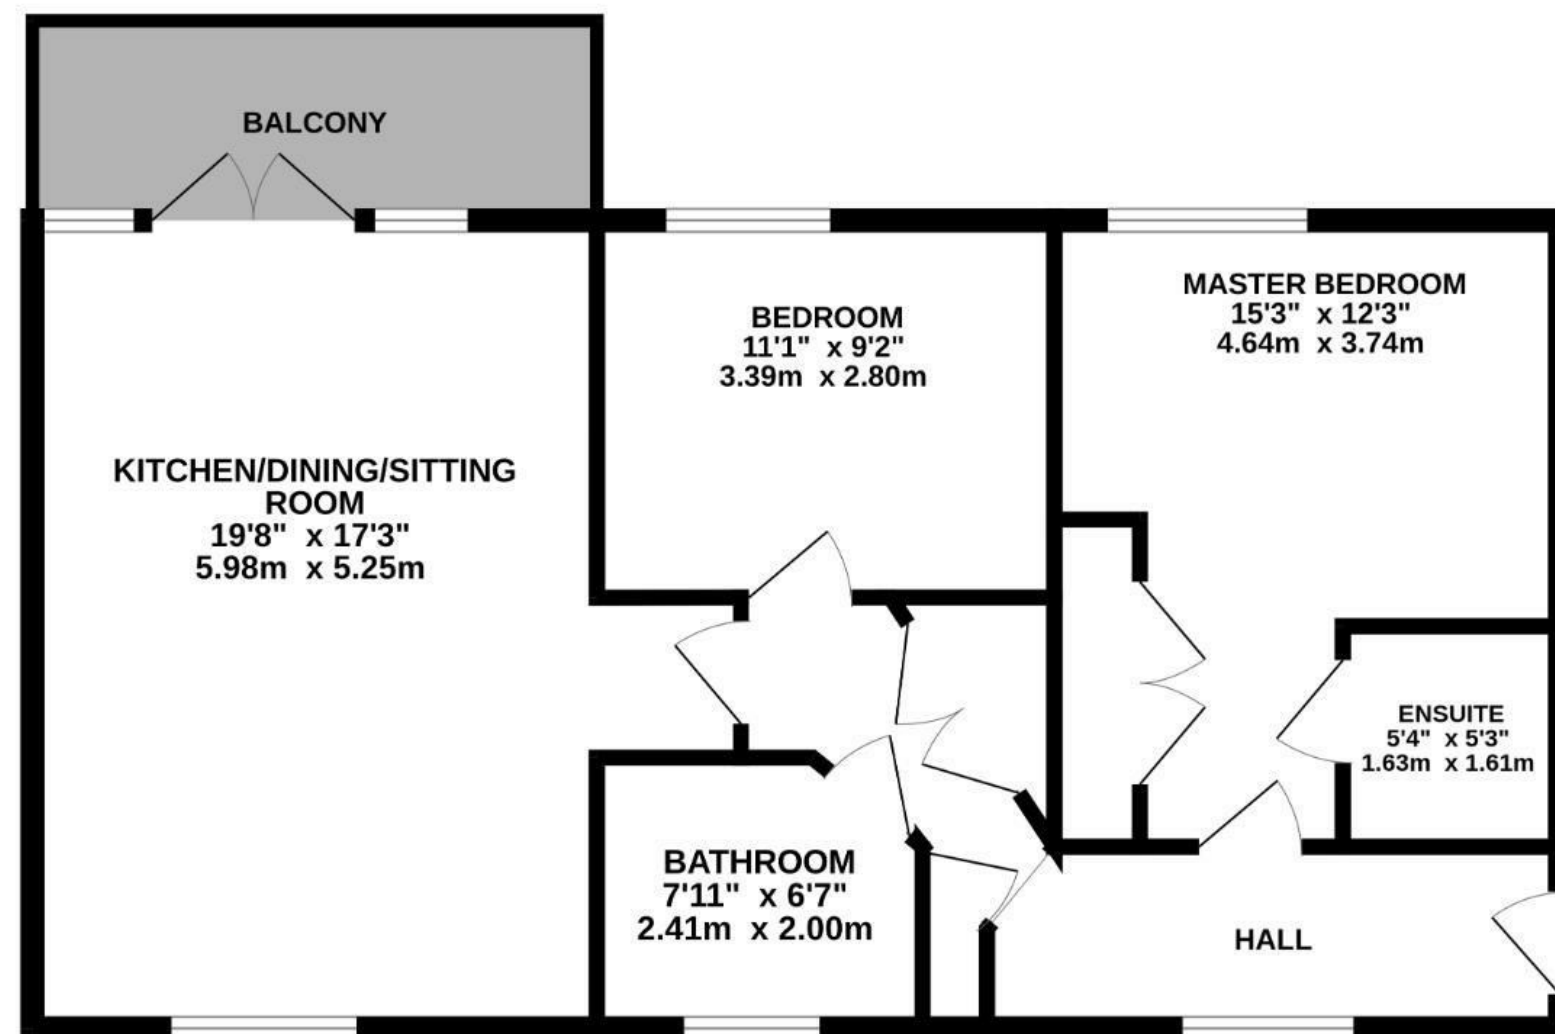 BALCONY
MASTER BEDROOM
15'3" x 12'3"
4.64m x 3.74m
BEDROOM
11'1" x 9'2"
3.39m x 2.80m
KITCHEN/DINING/SITTING
ROOM
19'8" x 17'3"
5.98m x 5.25m
ENSUITE
5'4" x 5'3"
1.63m x 1.61m
BATHROOM
7'11" x 6'7"
2.41m x 2.00m
HALL